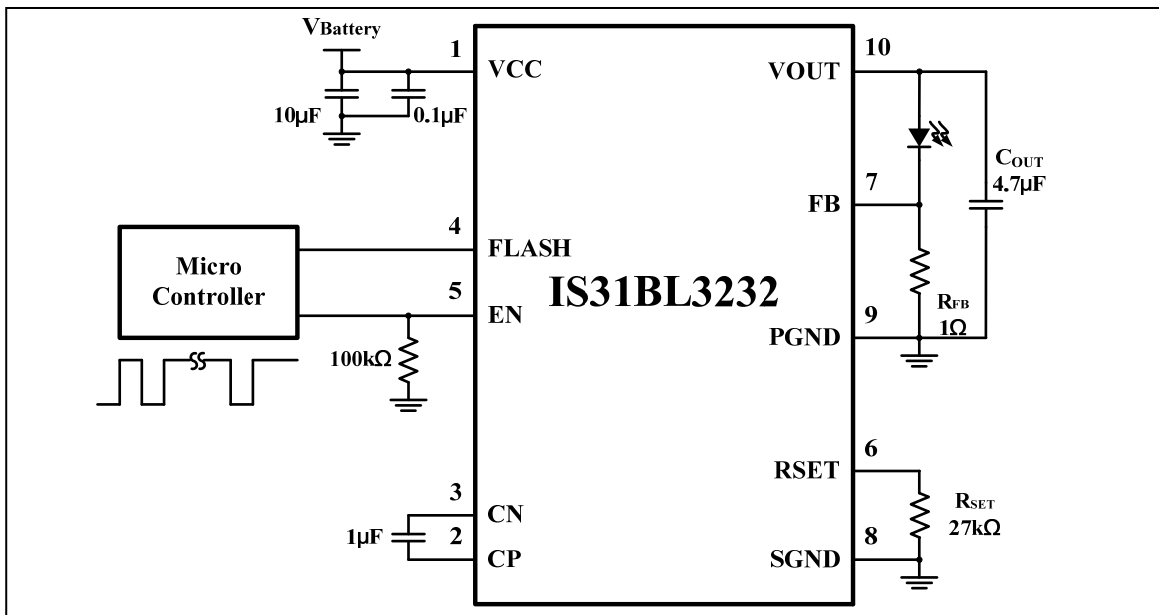 VBattery
1
VCC
10µF
0.1µF
10
VOUT
COUT
4.7µF
7
FB
4
FLASH
Micro
Controller
5
EN
IS31BL3232
RFB
1Ω
9
PGND
100kΩ
6
RSET
RSET
27kΩ
3
CN
1µF
2
CP
8
SGND